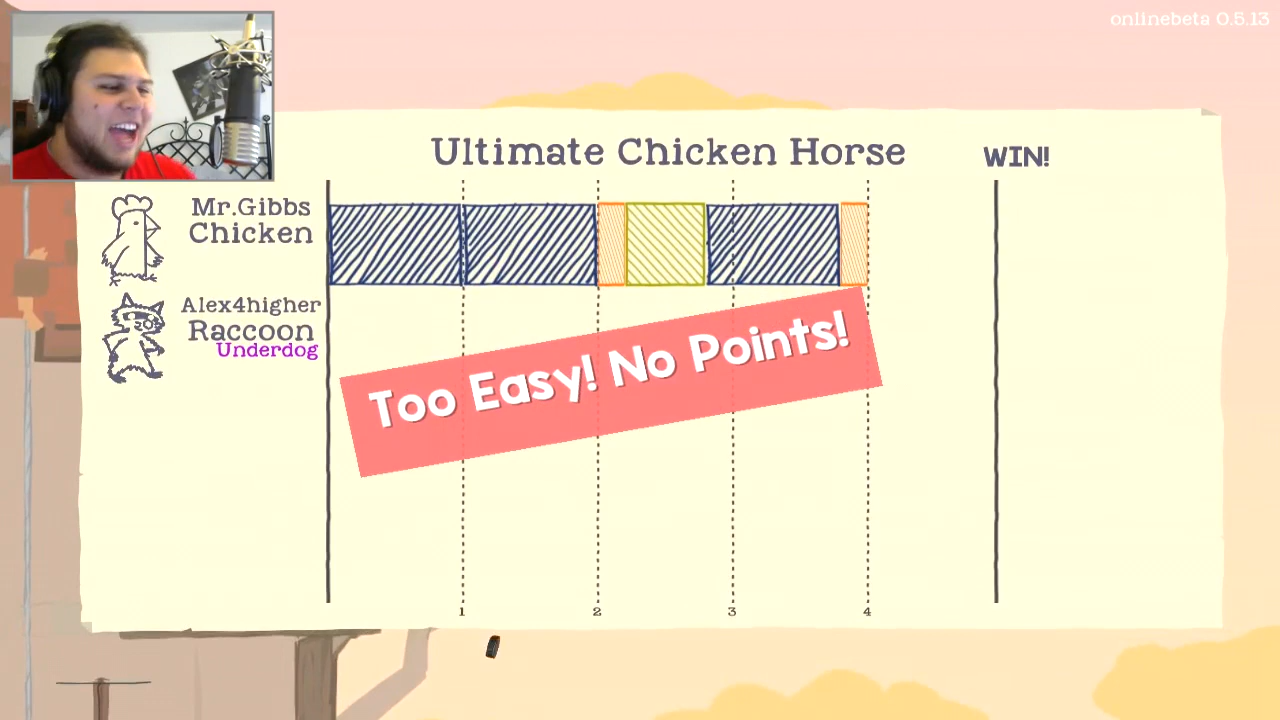 onlinebeta 0.5.13
Ultimate Chicken Horse
WIN!
Mr.Gibbs
Chicken
Alex4higher
Raccoon
Underdog
Too Easy! No Points!
1 2 3 4